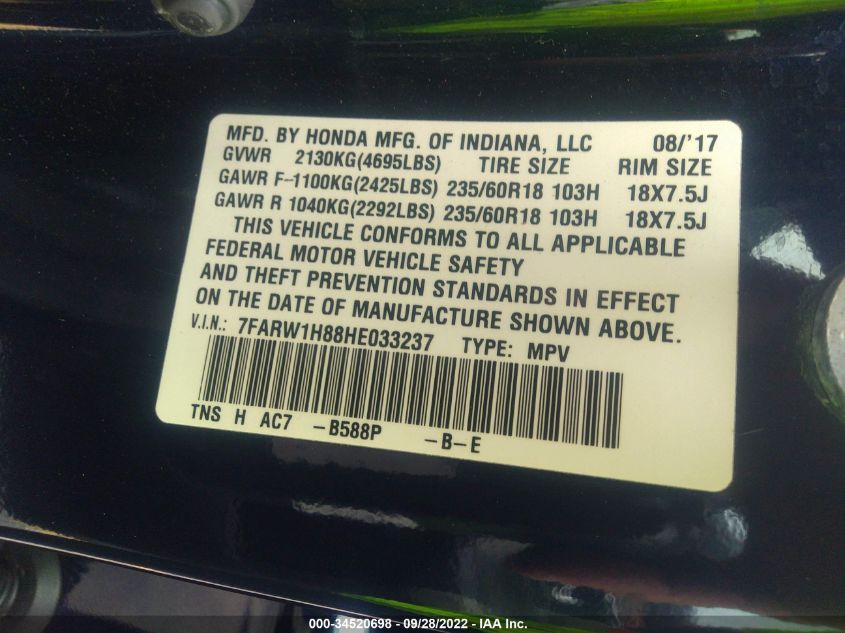 MFD. BY HONDA MFG. OF INDIANA, LLC 08/'17
GVWR 2130KG(4695LBS) TIRE SIZE RIM SIZE
GAWR F-1100KG(2425LBS) 235/60R18 103H 18X7.5J
GAWR R 1040KG(2292LBS) 235/60R18 103H 18X7.5J
THIS VEHICLE CONFORMS TO ALL APPLICABLE
FEDERAL MOTOR VEHICLE SAFETY
AND THEFT PREVENTION STANDARDS IN EFFECT
ON THE DATE OF MANUFACTURE SHOWN ABOVE.
V.I.N.: 7FARW1H88HE033237 TYPE: MPV
TNS H AC7 -B588P -B-E
000-34520698 - 09/28/2022 - IAA Inc.